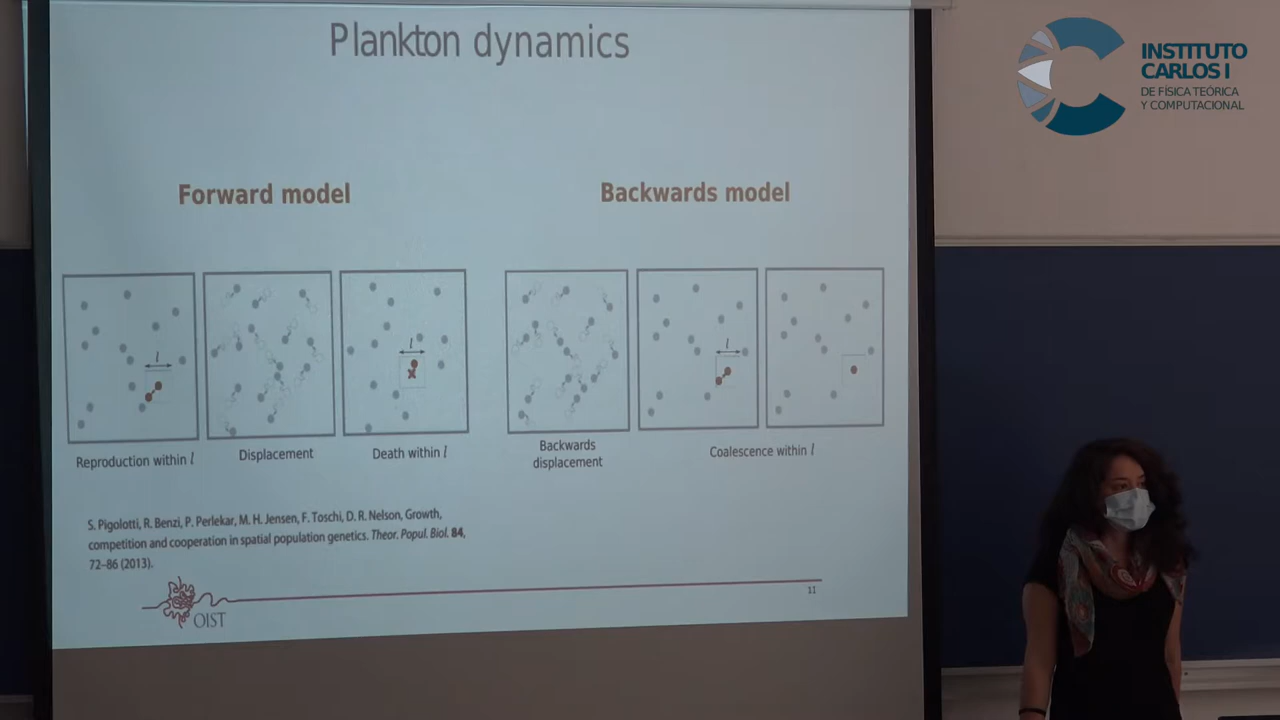 Plankton dynamics
INSTITUTO
CARLOS I
DE FÍSICA TEÓRICA
Y COMPUTACIONAL
Forward model
Backwards model
l
l
l
Reproduction within l
Displacement
Death within l
Backwards
displacement
Coalescence within l
S. Pigolotti, R. Benzi, P. Perlekar, M. H. Jensen, F. Toschi, D. R. Nelson, Growth,
competition and cooperation in spatial population genetics. Theor. Popul. Biol. 84,
72–86 (2013).
OIST
11